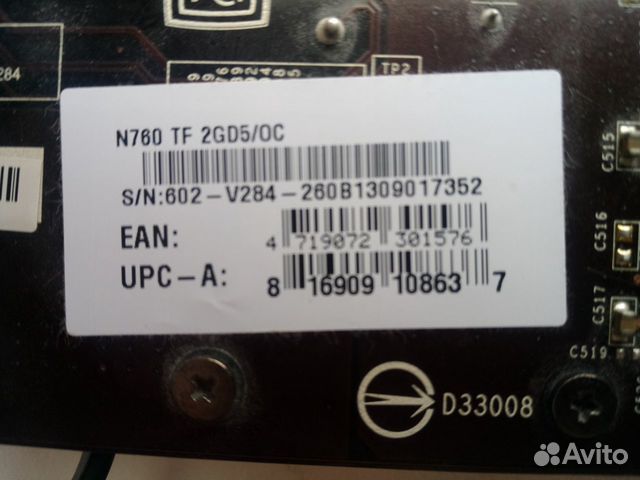 284
TP2
N760 TF 2GD5/OC
S/N:602-V284-260B1309017352
EAN:
4 719072 301576
UPC-A:
8 16909 10863 7
C515
C516
C517
C519
D33008
Avito